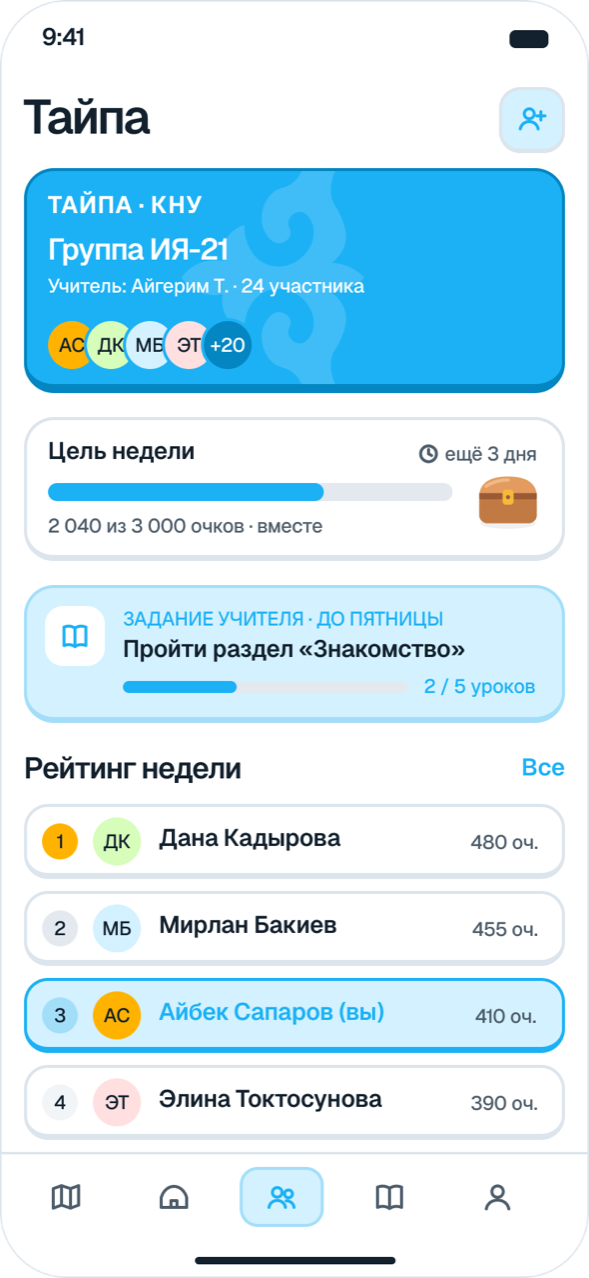 9:41
Тайпа
ТАЙПА · КНУ
Группа ИЯ-21
Учитель: Айгерим Т. · 24 участника
АС ДК МБ ЭТ +20
Цель недели
ещё 3 дня
2 040 из 3 000 очков · вместе
ЗАДАНИЕ УЧИТЕЛЯ · ДО ПЯТНИЦЫ
Пройти раздел «Знакомство»
2 / 5 уроков
Рейтинг недели
Все
1 ДК Дана Кадырова 480 оч.
2 МБ Мирлан Бакиев 455 оч.
3 АС Айбек Сапаров (вы) 410 оч.
4 ЭТ Элина Токтосунова 390 оч.